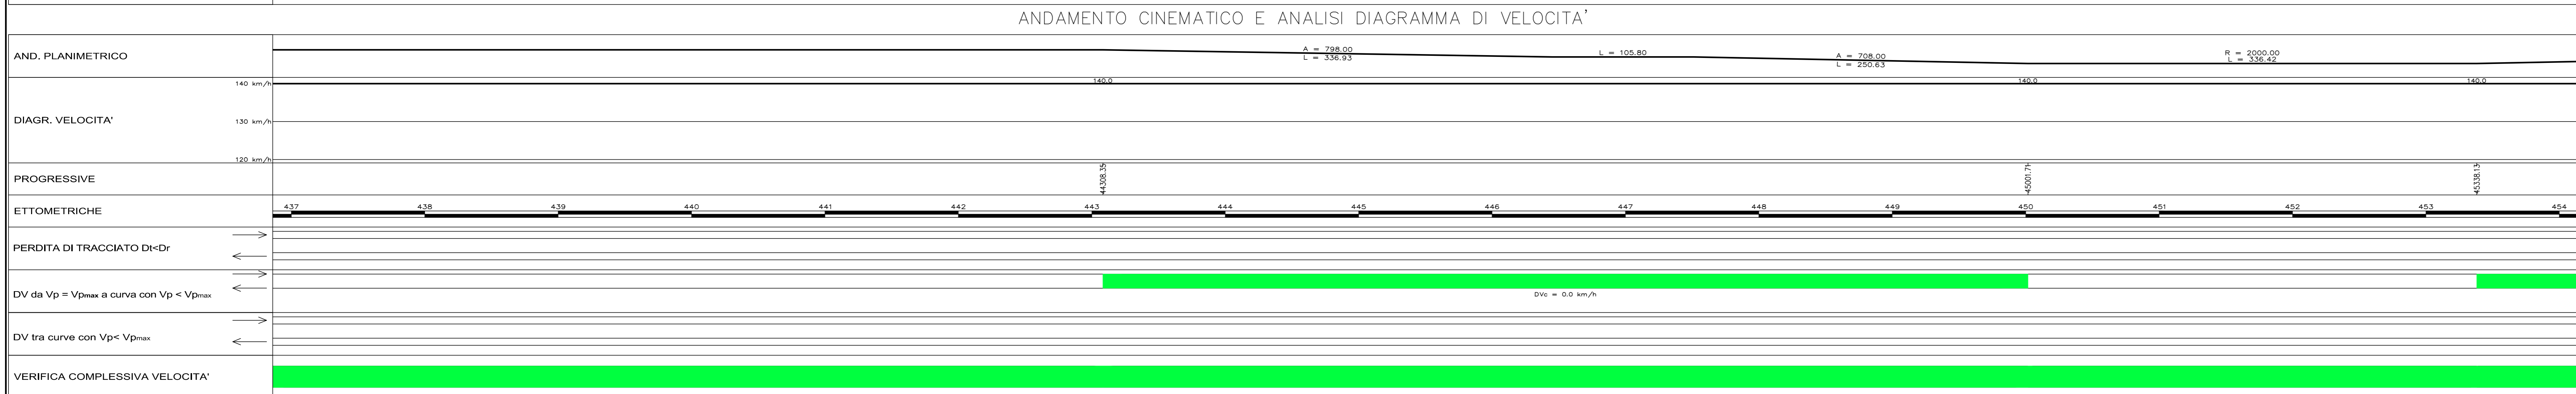 ANDAMENTO CINEMATICO E ANALISI DIAGRAMMA DI VELOCITA'
AND. PLANIMETRICO
A = 798.00
L = 336.93
L = 105.80
A = 708.00
L = 250.63
R = 2000.00
L = 336.42
DIAGR. VELOCITA'
140 km/h
130 km/h
120 km/h
140.0
140.0
140.0
PROGRESSIVE
44308.35
45001.71
45338.13
ETTOMETRICHE
437 438 439 440 441 442 443 444 445 446 447 448 449 450 451 452 453 454
PERDITA DI TRACCIATO Dt<Dr
DV da Vp = Vpmax a curva con Vp < Vpmax
DVc = 0.0 km/h
DV tra curve con Vp< Vpmax
VERIFICA COMPLESSIVA VELOCITA'